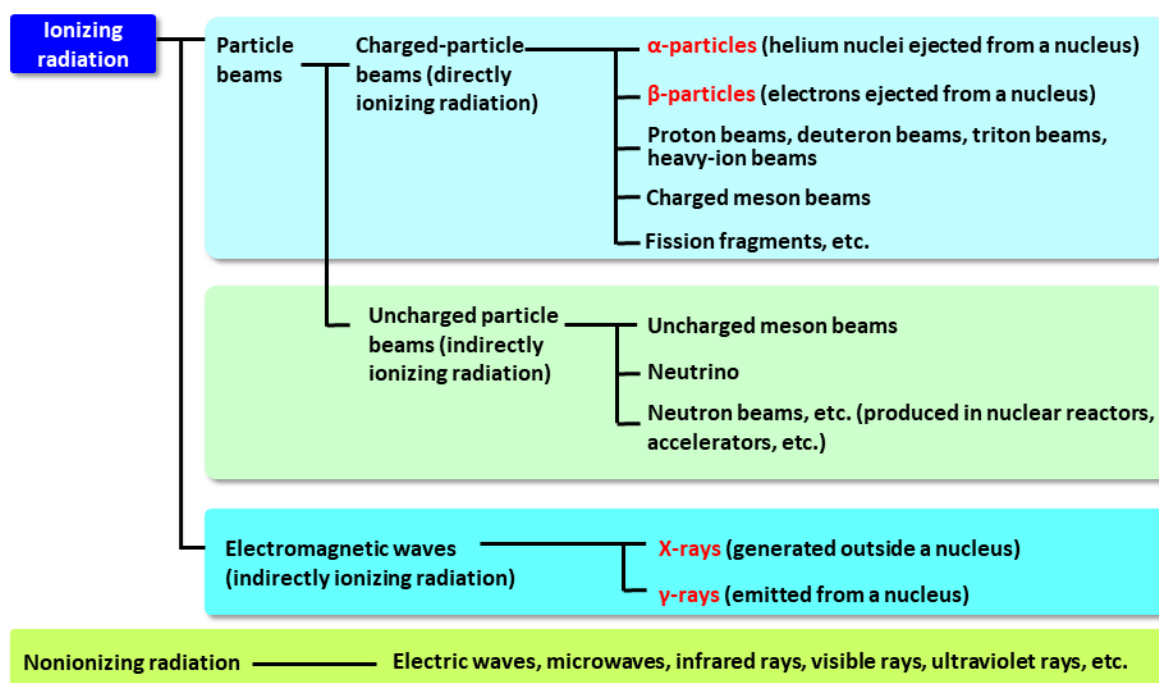 Ionizing
radiation
Particle
beams
Charged-particle
beams (directly
ionizing radiation)
α-particles (helium nuclei ejected from a nucleus)
β-particles (electrons ejected from a nucleus)
Proton beams, deuteron beams, triton beams,
heavy-ion beams
Charged meson beams
Fission fragments, etc.
Uncharged particle
beams (indirectly
ionizing radiation)
Uncharged meson beams
Neutrino
Neutron beams, etc. (produced in nuclear reactors,
accelerators, etc.)
Electromagnetic waves
(indirectly ionizing radiation)
X-rays (generated outside a nucleus)
γ-rays (emitted from a nucleus)
Nonionizing radiation
Electric waves, microwaves, infrared rays, visible rays, ultraviolet rays, etc.